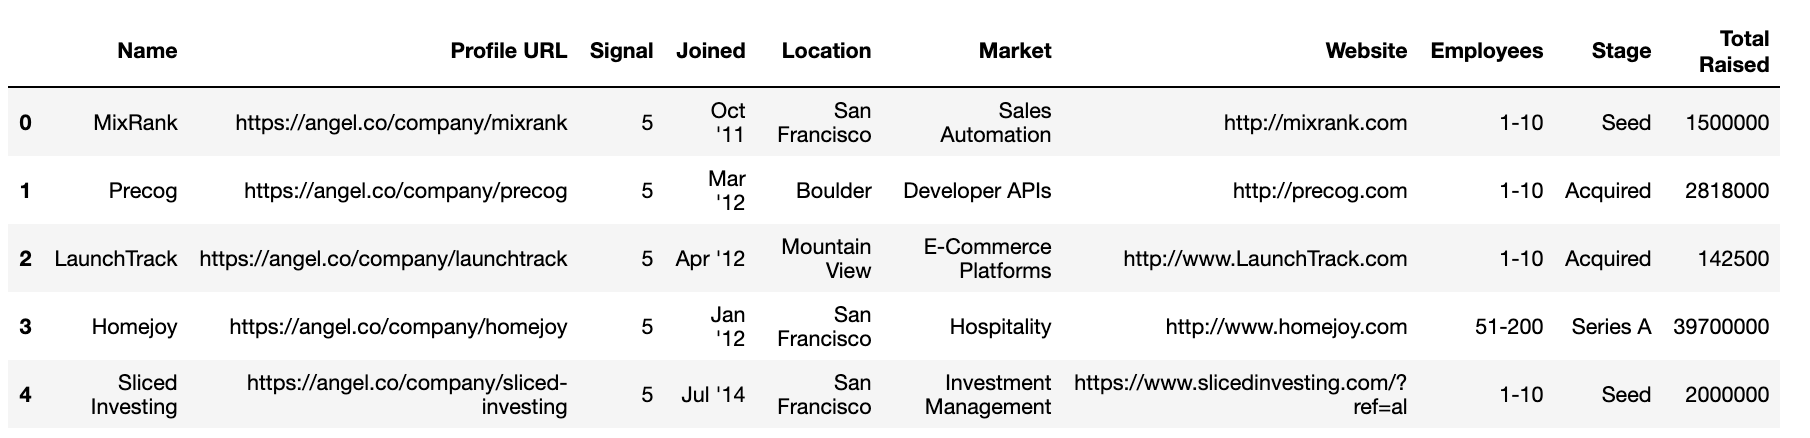 Name Profile URL Signal Joined Location Market Website Employees Stage Total Raised
0 MixRank https://angel.co/company/mixrank 5 Oct '11 San Francisco Sales Automation http://mixrank.com 1-10 Seed 1500000
1 Precog https://angel.co/company/precog 5 Mar '12 Boulder Developer APIs http://precog.com 1-10 Acquired 2818000
2 LaunchTrack https://angel.co/company/launchtrack 5 Apr '12 Mountain View E-Commerce Platforms http://www.LaunchTrack.com 1-10 Acquired 142500
3 Homejoy https://angel.co/company/homejoy 5 Jan '12 San Francisco Hospitality http://www.homejoy.com 51-200 Series A 39700000
4 Sliced Investing https://angel.co/company/sliced-investing 5 Jul '14 San Francisco Investment Management https://www.slicedinvesting.com/?ref=al 1-10 Seed 2000000